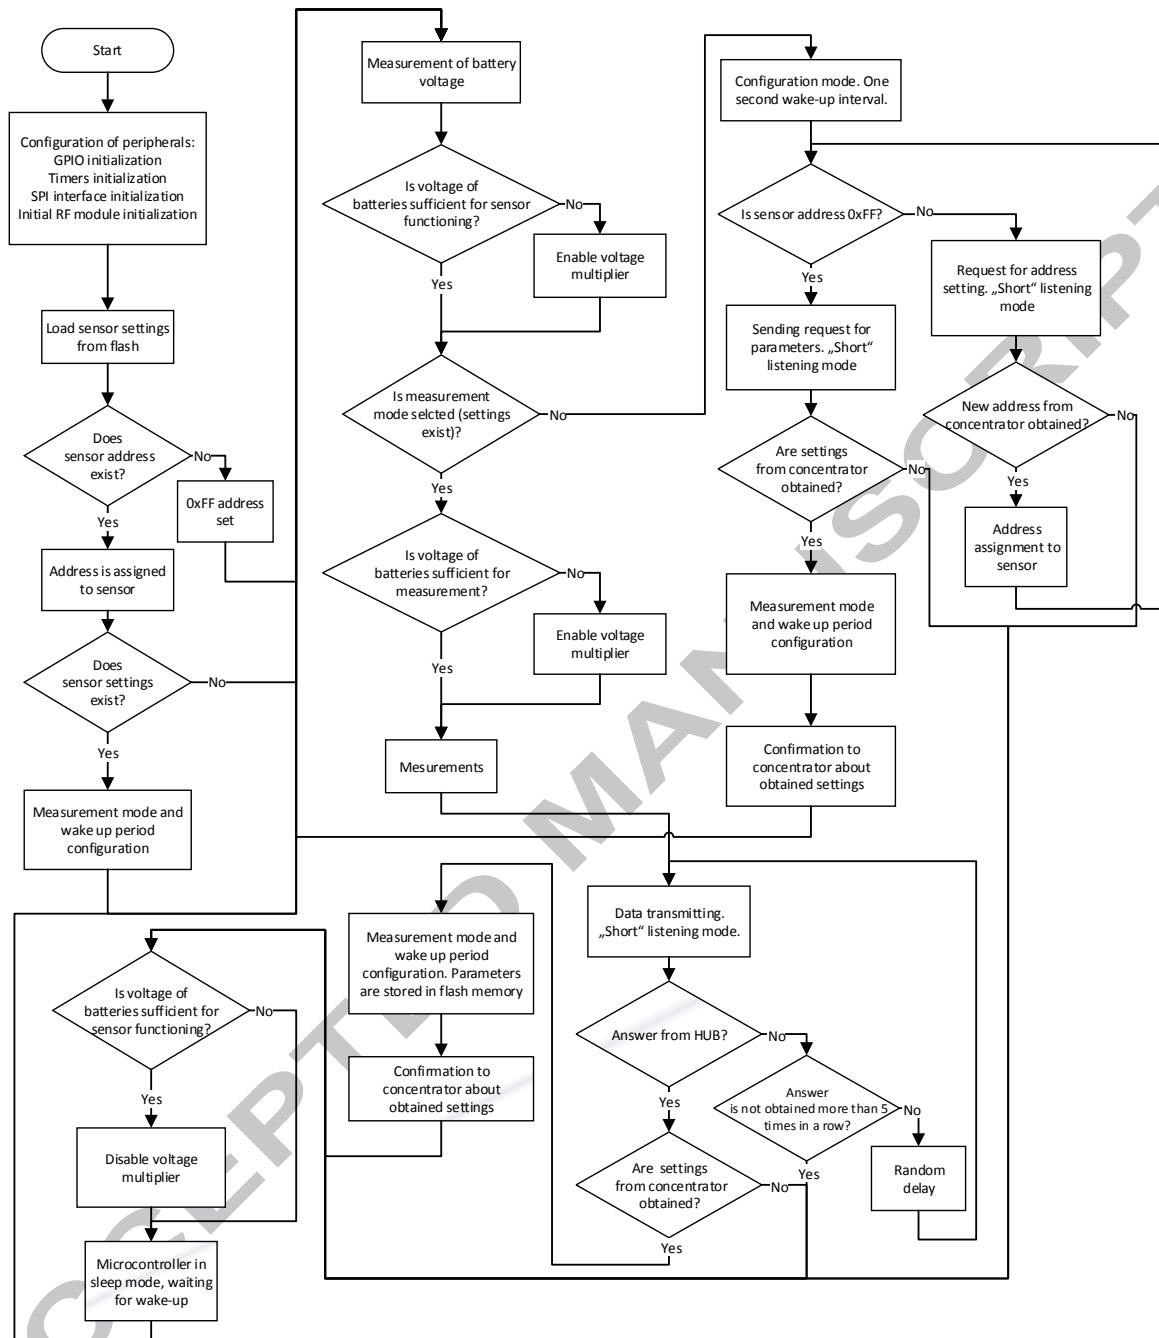 Start
Configuration of peripherals:
GPIO initialization
Timers initialization
SPI interface initialization
Initial RF module initialization
Load sensor settings
from flash
Does
sensor address
exist?
No
0xFF address
set
Yes
Address is assigned
to sensor
Does
sensor settings
exist?
No
Yes
Measurement mode and
wake up period
configuration
Is voltage of
batteries sufficient for
sensor functioning?
No
Yes
Disable voltage
multiplier
Microcontroller in
sleep mode, waiting
for wake-up
Measurement of battery
voltage
Is voltage of
batteries sufficient for sensor
functioning?
No
Enable voltage
multiplier
Yes
Is measurement
mode selcted (settings
exist)?
No
Yes
Is voltage of
batteries sufficient for
measurement?
No
Enable voltage
multiplier
Yes
Mesurements
Measurement mode and
wake up period
configuration. Parameters
are stored in flash memory
Confirmation to
concentrator about
obtained settings
Configuration mode. One
second wake-up interval.
Is sensor address 0xFF?
No
Yes
Sending request for
parameters. „Short“
listening mode
Are settings
from concentrator
obtained?
No
Yes
Measurement mode
and wake up period
configuration
Confirmation to
concentrator about
obtained settings
Request for address
setting. „Short“ listening
mode
New address from
concentrator obtained?
No
Yes
Address
assignment to
sensor
Data transmitting.
„Short“ listening mode.
Answer from HUB?
No
Yes
Answer
is not obtained more than 5
times in a row?
No
Yes
Random
delay
Are settings
from concentrator
obtained?
No
Yes
CCEPTED MANUSCRIPT